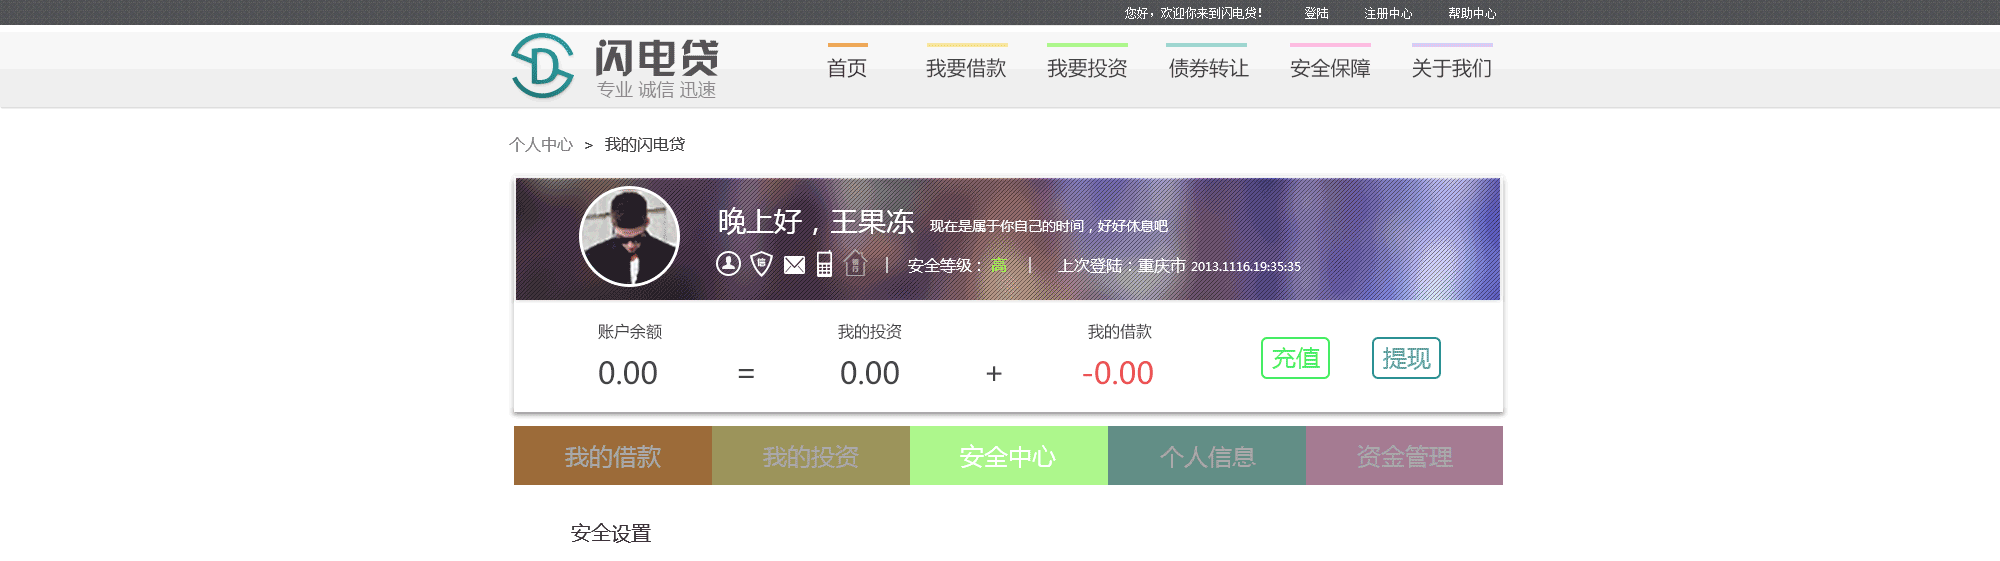 您好，欢迎你来到闪电贷！ 登陆 注册中心 帮助中心
闪电贷
专业 诚信 迅速
首页 我要借款 我要投资 债券转让 安全保障 关于我们
个人中心 > 我的闪电贷
晚上好，王果冻 现在是属于你自己的时间，好好休息吧
信 银行 | 安全等级：高 | 上次登陆：重庆市 2013.1116.19:35:35
账户余额 我的投资 我的借款
0.00 = 0.00 + -0.00
充值 提现
我的借款 我的投资 安全中心 个人信息 资金管理
安全设置